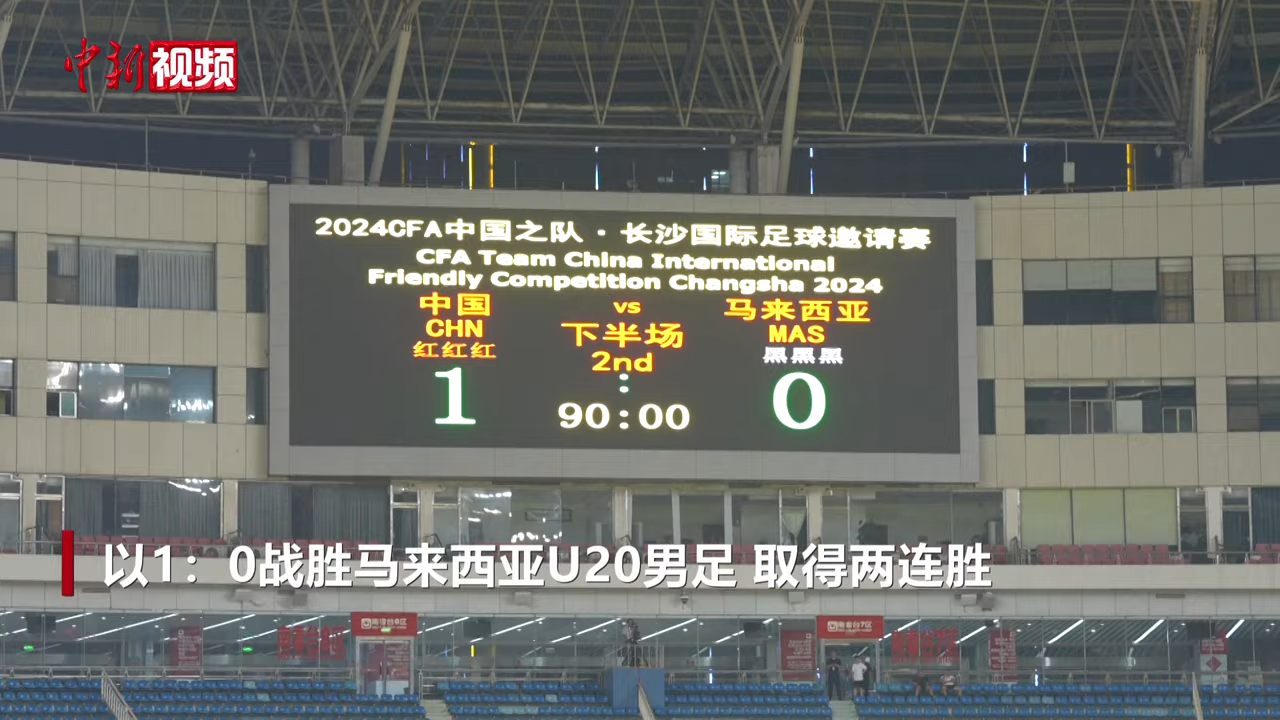 中新视频
2024CFA中国之队·长沙国际足球邀请赛
CFA Team China International
Friendly Competition Changsha 2024
中国 vs 马来西亚
CHN 下半场 MAS
红红红 2nd 黑黑黑
1 : 0
90:00
以1：0战胜马来西亚U20男足 取得两连胜